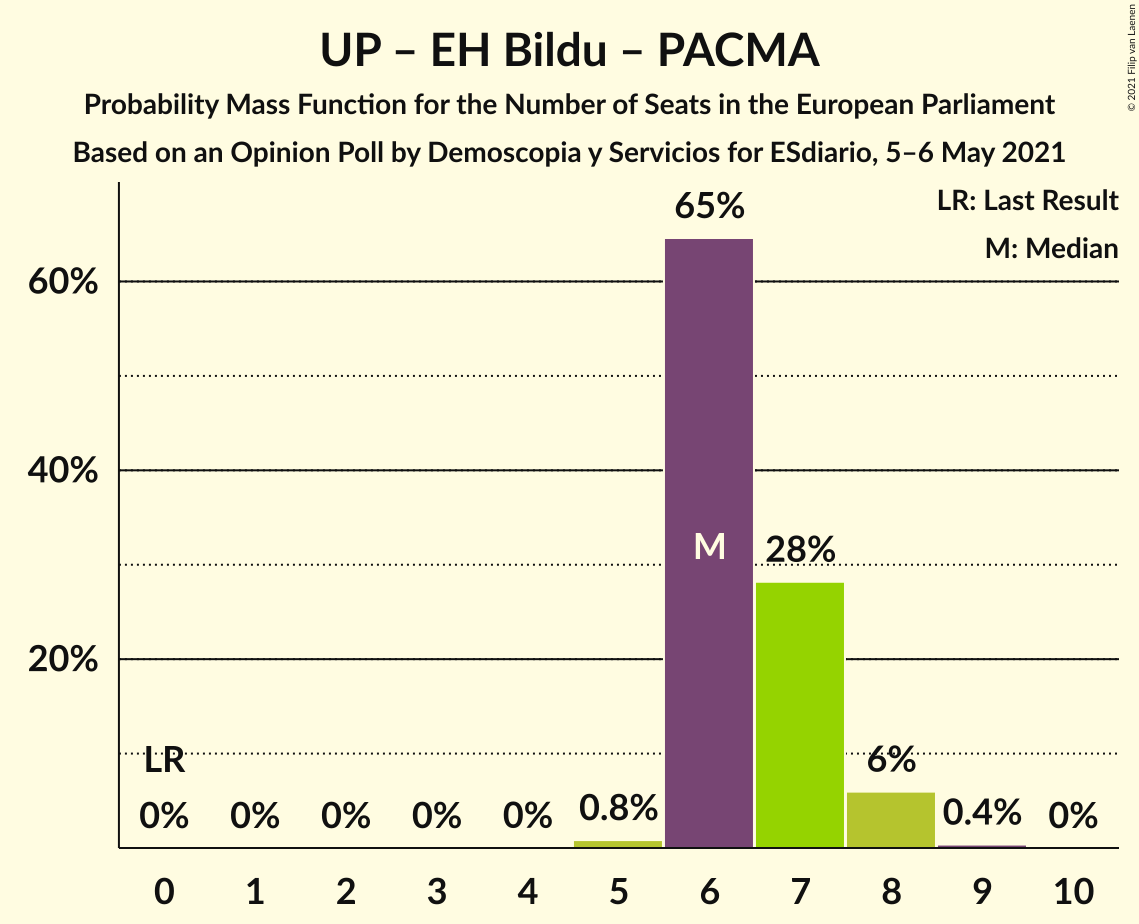 UP – EH Bildu – PACMA
Probability Mass Function for the Number of Seats in the European Parliament
Based on an Opinion Poll by Demoscopia y Servicios for ESdiario, 5–6 May 2021
© 2021 Filip van Laenen
LR: Last Result
M: Median
60%
40%
20%
LR
0%
0%
0%
0%
0%
0.8%
65%
M
28%
6%
0.4%
0%
0 1 2 3 4 5 6 7 8 9 10